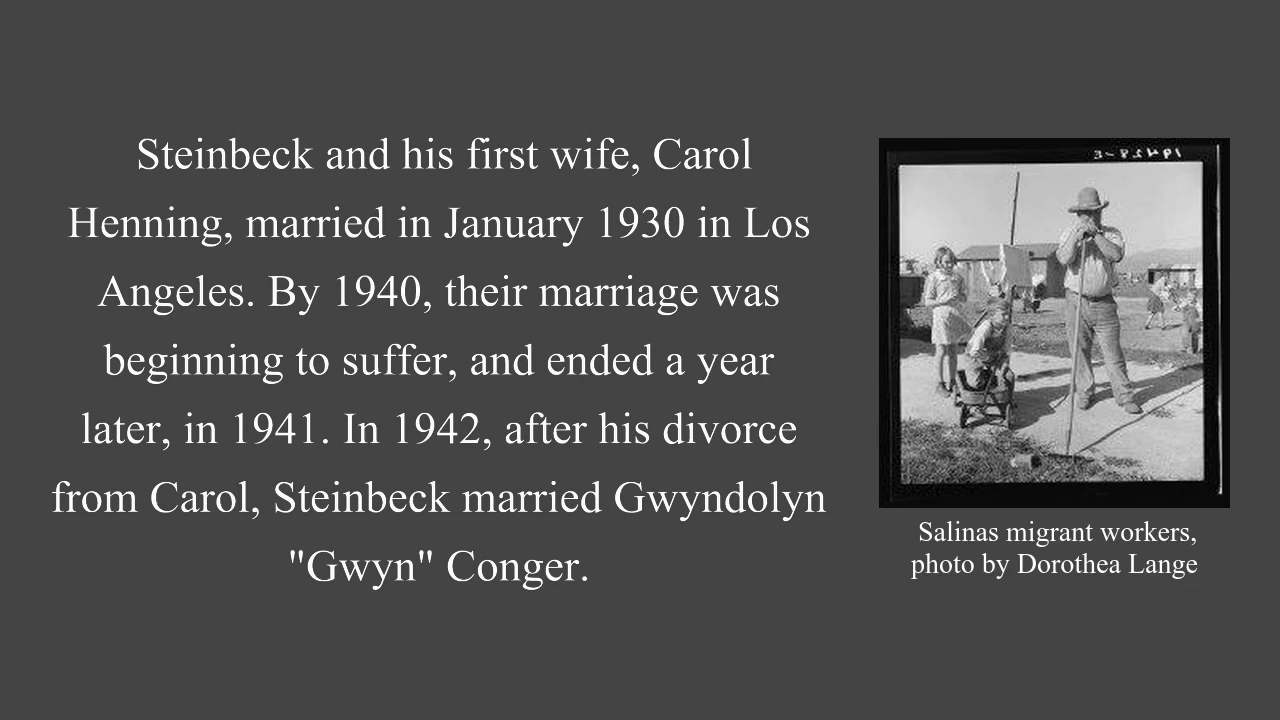 Steinbeck and his first wife, Carol
Henning, married in January 1930 in Los
Angeles. By 1940, their marriage was
beginning to suffer, and ended a year
later, in 1941. In 1942, after his divorce
from Carol, Steinbeck married Gwyndolyn
"Gwyn" Conger.
Salinas migrant workers,
photo by Dorothea Lange